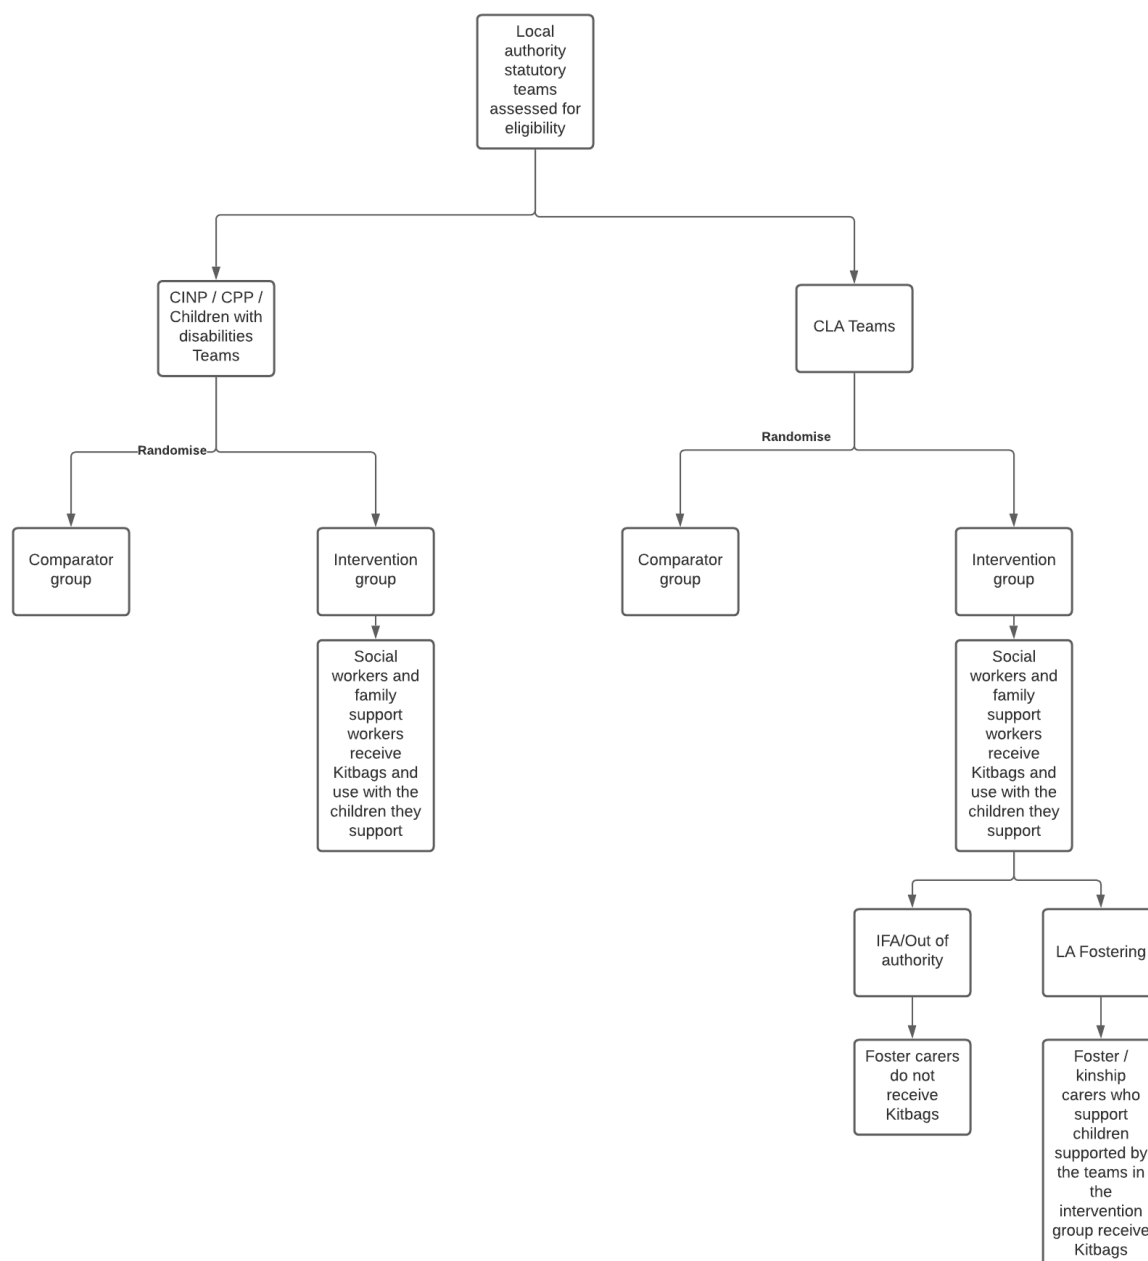 Local
authority
statutory
teams
assessed for
eligibility
CINP / CPP /
Children with
disabilities
Teams
CLA Teams
Randomise
Randomise
Comparator
group
Intervention
group
Comparator
group
Intervention
group
Social
workers and
family
support
workers
receive
Kitbags and
use with the
children they
support
Social
workers and
family
support
workers
receive
Kitbags and
use with the
children they
support
IFA/Out of
authority
LA Fostering
Foster carers
do not
receive
Kitbags
Foster /
kinship
carers who
support
children
supported by
the teams in
the
intervention
group receive
Kitbags